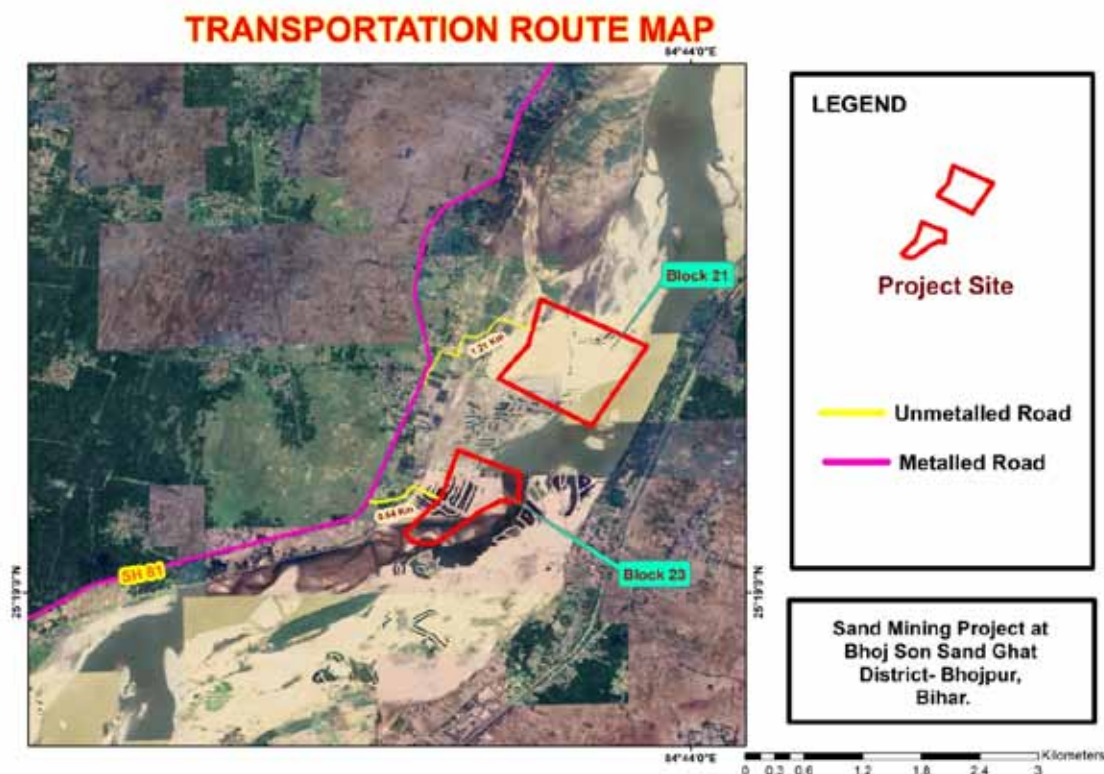 TRANSPORTATION ROUTE MAP
84°44'0"E
LEGEND
Project Site
Unmetalled Road
Metalled Road
Block 21
1.21 Km
0.64 Km
Block 23
SH 81
25°19'0"N
25°19'0"N
Sand Mining Project at
Bhoj Son Sand Ghat
District- Bhojpur,
Bihar.
84°44'0"E
Kilometers
0 0.3 0.6 1.2 1.8 2.4 3